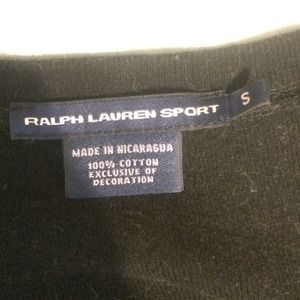 RALPH LAUREN SPORT S
MADE IN NICARAGUA
100% COTTON
EXCLUSIVE OF
DECORATION